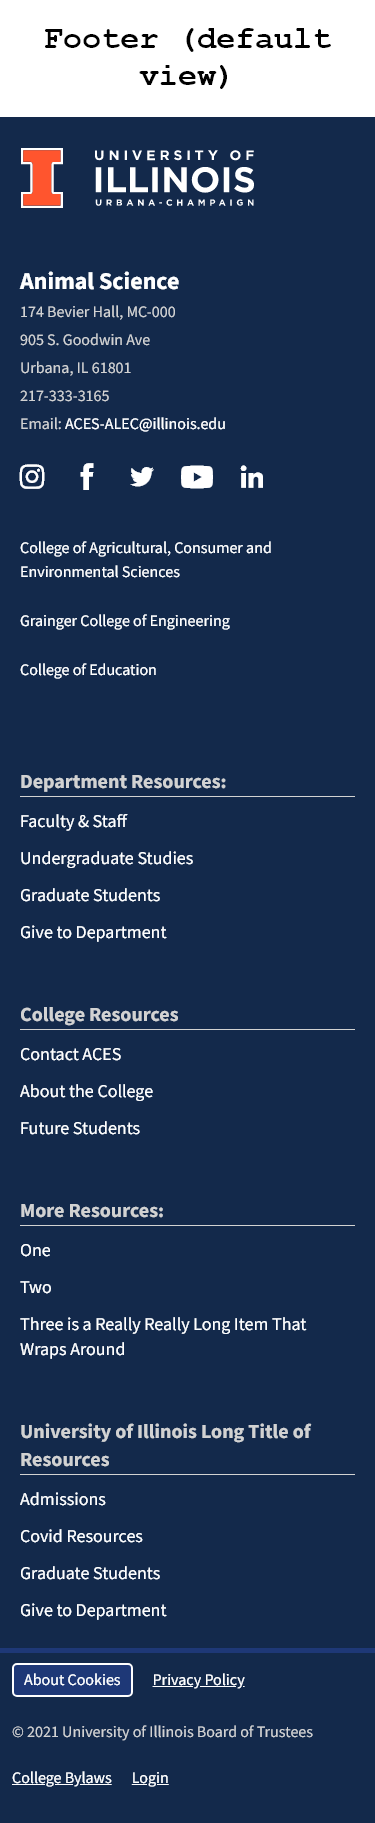 Footer (default
view)
UNIVERSITY OF
ILLINOIS
URBANA-CHAMPAIGN
Animal Science
174 Bevier Hall, MC-000
905 S. Goodwin Ave
Urbana, IL 61801
217-333-3165
Email: ACES-ALEC@illinois.edu
College of Agricultural, Consumer and
Environmental Sciences
Grainger College of Engineering
College of Education
Department Resources:
Faculty & Staff
Undergraduate Studies
Graduate Students
Give to Department
College Resources
Contact ACES
About the College
Future Students
More Resources:
One
Two
Three is a Really Really Long Item That
Wraps Around
University of Illinois Long Title of
Resources
Admissions
Covid Resources
Graduate Students
Give to Department
About Cookies Privacy Policy
© 2021 University of Illinois Board of Trustees
College Bylaws Login